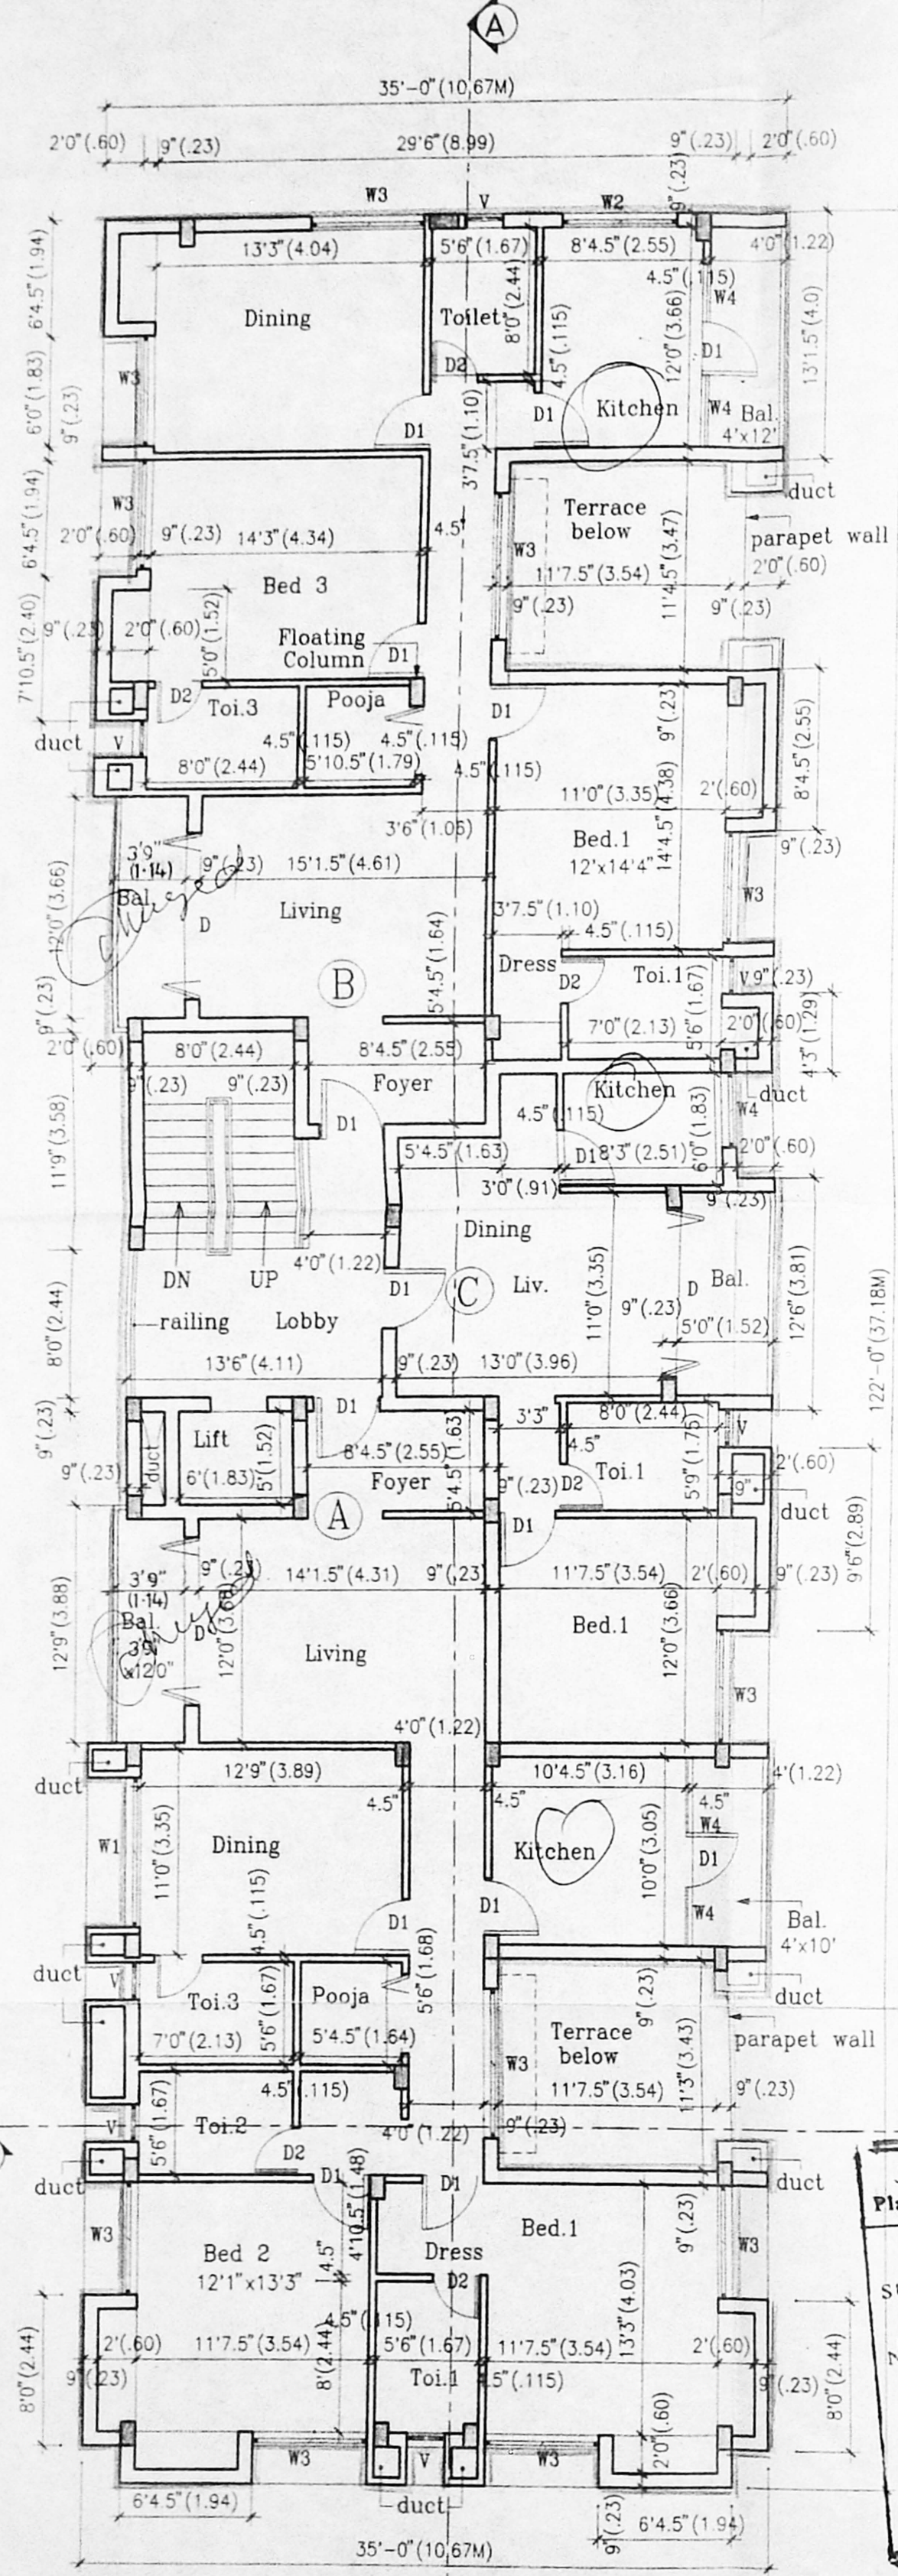 A
35'-0"(10,67M)
2'0"(.60) 9"(.23) 29'6"(8.99) 9"(.23) 2'0"(.60)
9"(.23)
W3 V W2
13'3"(4.04) 5'6"(1.67) 8'4.5"(2.55) 4'0"(1.22)
6'4.5"(1.94)
4.5"(.115)
W4
8'0"(2.44)
12'0"(3.66)
13'1.5"(4.0)
Dining Toilet
4.5"(.115)
D1
D2
W3
6'0"(1.83)
9"(.23)
Kitchen W4 Bal.
4'x12'
D1 D1
3'7.5"(1.10)
duct
W3
Terrace
below
6'4.5"(1.94)
2'0"(.60) 9"(.23) 14'3"(4.34) 4.5"
W3
11'4.5"(3.47)
parapet wall
2'0"(.60)
11'7.5"(3.54)
Bed 3
9"(.23) 9"(.23)
7'10.5"(2.40)
9"(.23) 2'0"(.60)
5'0"(1.52)
Floating
Column
D1
D2
Toi.3 Pooja
D1
9"(.23)
8'4.5"(2.55)
duct V
4.5"(.115) 4.5"(.115)
8'0"(2.44) 5'10.5"(1.79) 4.5"(.115)
11'0"(3.35) 2'(.60)
14'4.5"(4.38)
3'6"(1.06)
Bed.1
12'x14'4"
9"(.23)
3'9"
(1·14)
9"(.23) 15'1.5"(4.61)
Bal.
D
Living
12'0"(3.66)
W3
3'7.5"(1.10)
4.5"(.115)
5'4.5"(1.64)
B
Dress
D2
Toi.1
V 9"(.23)
9"(.23)
7'0"(2.13)
5'6"(1.67)
2'0"(.60)
4'3"(1.29)
2'0"(.60) 8'0"(2.44) 8'4.5"(2.55)
9"(.23) 9"(.23)
Foyer
Kitchen
duct
W4
D1
4.5"(.115)
11'9"(3.58)
5'4.5"(1.63) D1 8'3"(2.51)
6'0"(1.83)
2'0"(.60)
3'0"(.91)
9"(.23)
Dining
4'0"(1.22)
DN UP
D1
C
Liv.
11'0"(3.35)
D Bal.
12'6"(3.81)
9"(.23)
5'0"(1.52)
railing Lobby
8'0"(2.44)
13'6"(4.11) 9"(.23) 13'0"(3.96)
122'-0"(37.18M)
D1
3'3" 8'0"(2.44)
V
9"(.23)
Lift
duct
5'(1.52)
8'4.5"(2.55)
5'4.5"(1.63)
4.5"
Toi.1
5'9"(1.75)
2'(.60)
9"(.23) 6'(1.83)
Foyer
9"(.23) D2
9"
duct
A
D1
9'6"(2.89)
9"(.23)
3'9"
(1·14)
14'1.5"(4.31) 9"(.23) 11'7.5"(3.54) 2'(.60) 9"(.23)
Bal.
3'9"
x12'0"
D
12'0"(3.66)
12'9"(3.88)
Living
Bed.1
12'0"(3.66)
W3
4'0"(1.22)
duct
12'9"(3.89) 10'4.5"(3.16) 4'(1.22)
4.5" 4.5" 4.5"
W4
W1
11'0"(3.35)
Dining
Kitchen
10'0"(3.05)
D1
4.5"(.115)
D1 D1
W4
Bal.
4'x10'
duct V
5'6"(1.68)
Toi.3
5'6"(1.67)
Pooja
9"(.23)
duct
7'0"(2.13) 5'4.5"(1.64)
W3
Terrace
below
11'3"(3.43)
parapet wall
4.5"(.115)
11'7.5"(3.54) 9"(.23)
5'6"(1.67)
V
Toi.2
4'0"(1.22)
9"(.23)
D2
duct
D1
4'10.5"(1.48)
D1
duct
Pla
W3
Bed 2
12'1"x13'3"
4.5"
Dress
Bed.1
9"(.23)
W3
D2
4.5"(.115)
13'3"(4.03)
8'0"(2.44)
2'(.60) 11'7.5"(3.54)
8'(2.44)
5'6"(1.67) 11'7.5"(3.54) 2'(.60)
9"(.23)
Toi.1
4.5"(.115)
9"(.23)
8'0"(2.44)
2'0"(.60)
W3 V W3
6'4.5"(1.94)
duct
9"(.23)
6'4.5"(1.94)
35'-0"(10,67M)